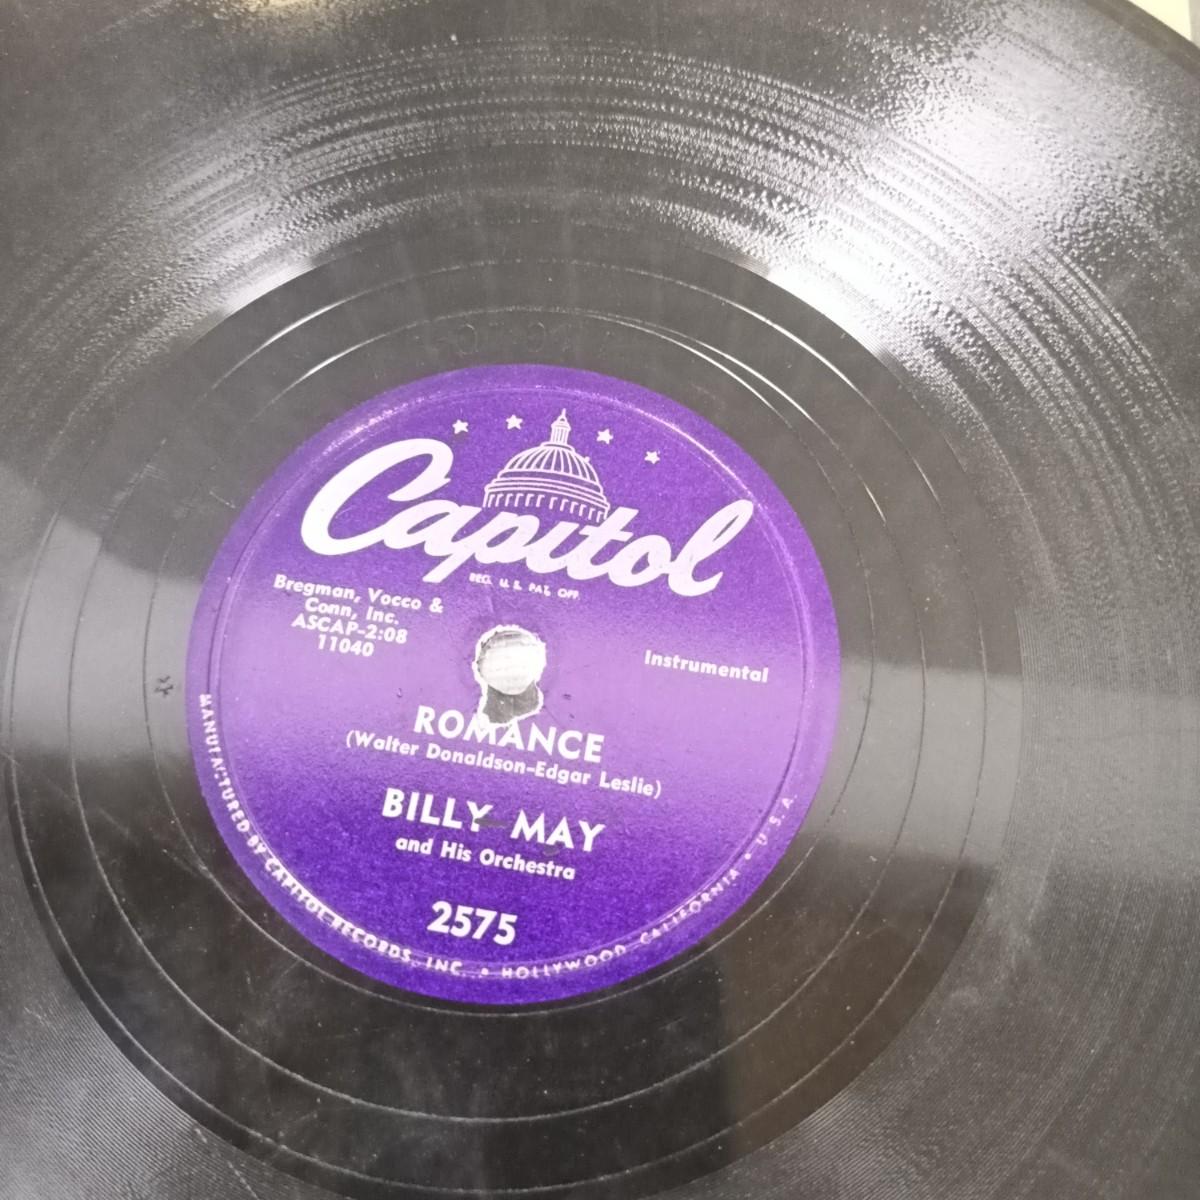 Capitol
REG. U.S. PAT. OFF.
Bregman, Vocco &
Conn, Inc.
ASCAP-2:08
11040
Instrumental
ROMANCE
(Walter Donaldson-Edgar Leslie)
BILLY MAY
and His Orchestra
2575
MANUFACTURED BY CAPITOL RECORDS, INC. • HOLLYWOOD, CALIFORNIA • U.S.A.